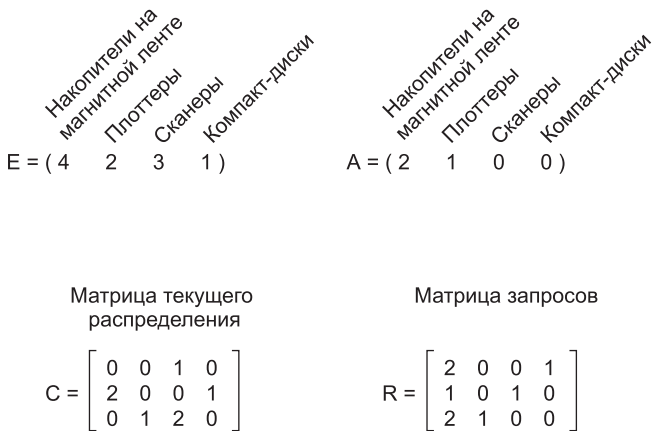 Накопители на
магнитной ленте
Плоттеры
Сканеры
Компакт-диски
E = ( 4 2 3 1 )
Накопители на
магнитной ленте
Плоттеры
Сканеры
Компакт-диски
A = ( 2 1 0 0 )
Матрица текущего
распределения
C =
0 0 1 0
2 0 0 1
0 1 2 0
Матрица запросов
R =
2 0 0 1
1 0 1 0
2 1 0 0